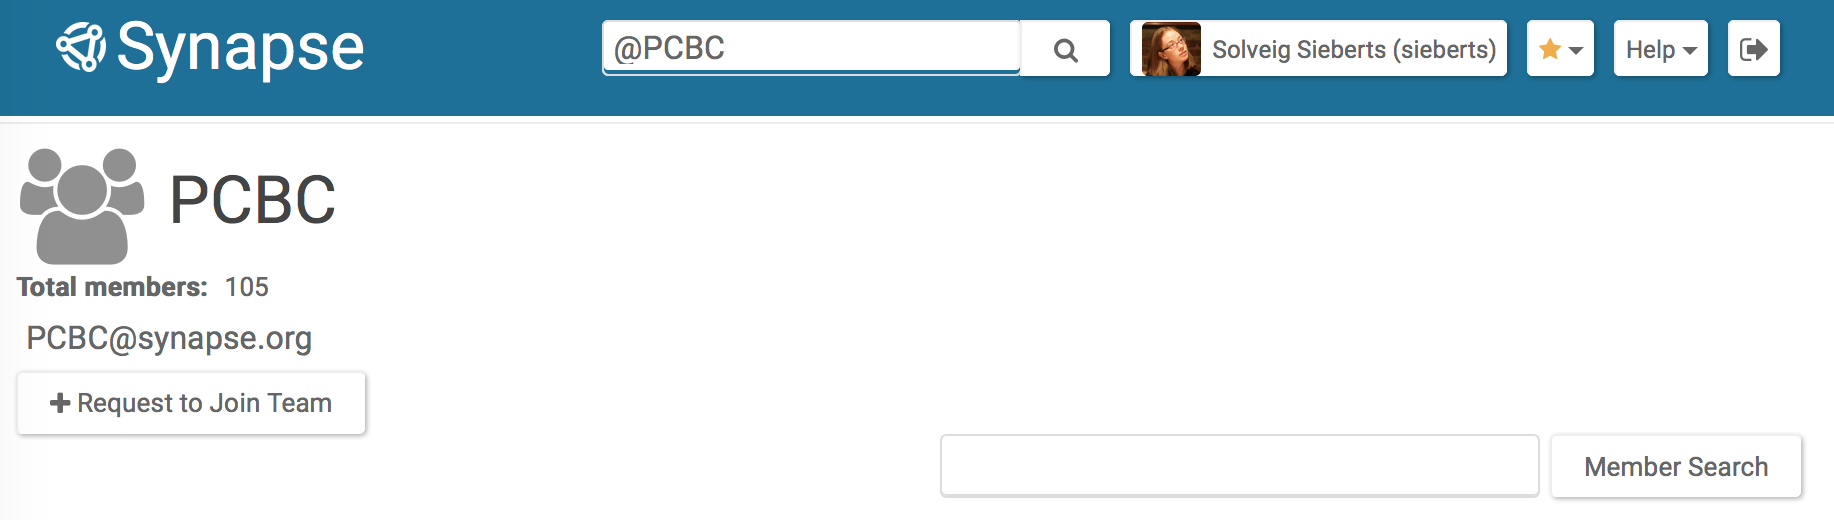 Synapse
@PCBC
Solveig Sieberts (sieberts)
Help
PCBC
Total members: 105
PCBC@synapse.org
Request to Join Team
Member Search